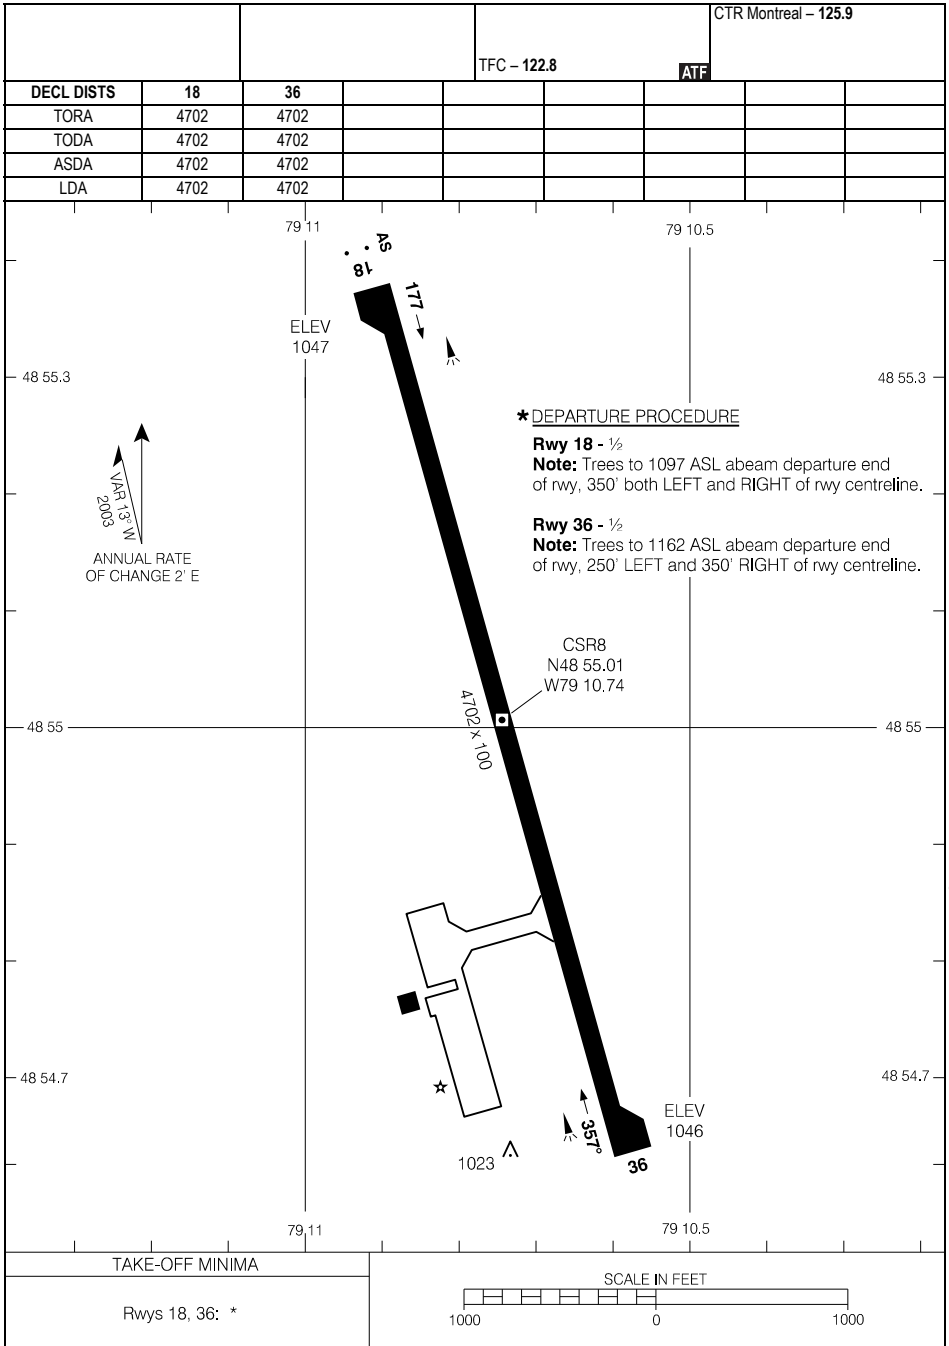 CTR Montreal – 125.9
TFC – 122.8
ATF
DECL DISTS 18 36
TORA 4702 4702
TODA 4702 4702
ASDA 4702 4702
LDA 4702 4702
79 11
79 10.5
AS
18
177
ELEV
1047
48 55.3
48 55.3
* DEPARTURE PROCEDURE
Rwy 18 - ½
Note: Trees to 1097 ASL abeam departure end
of rwy, 350' both LEFT and RIGHT of rwy centreline.
Rwy 36 - ½
Note: Trees to 1162 ASL abeam departure end
of rwy, 250' LEFT and 350' RIGHT of rwy centreline.
VAR 13° W
2003
ANNUAL RATE
OF CHANGE 2' E
CSR8
N48 55.01
W79 10.74
4702 x 100
48 55
48 55
48 54.7
48 54.7
ELEV
1046
357°
36
1023
79 11
79 10.5
TAKE-OFF MINIMA
Rwys 18, 36: *
SCALE IN FEET
1000 0 1000